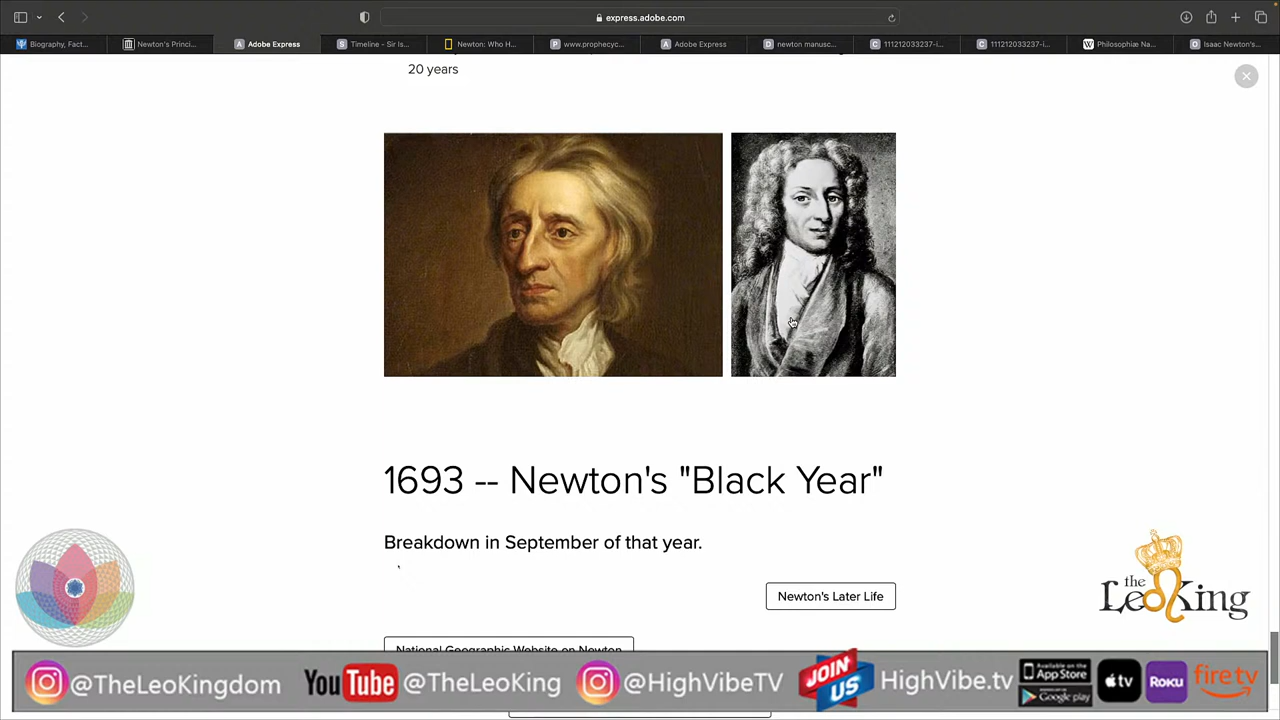 express.adobe.com
Biography, Fact...
Newton's Princi...
Adobe Express
Timeline - Sir Is...
Newton: Who H...
www.prophecyc...
Adobe Express
newton manusc...
111212033237-i...
111212033237-i...
Philosophiæ Na...
Isaac Newton's...
20 years
1693 -- Newton's "Black Year"
Breakdown in September of that year.
Newton's Later Life
National Geographic Website on Newton
the
LeoKing
@TheLeoKingdom
YouTube @TheLeoKing
@HighVibeTV
JOIN US
HighVibe.tv
Available on the App Store
Google play
tv
ROKU
fire tv